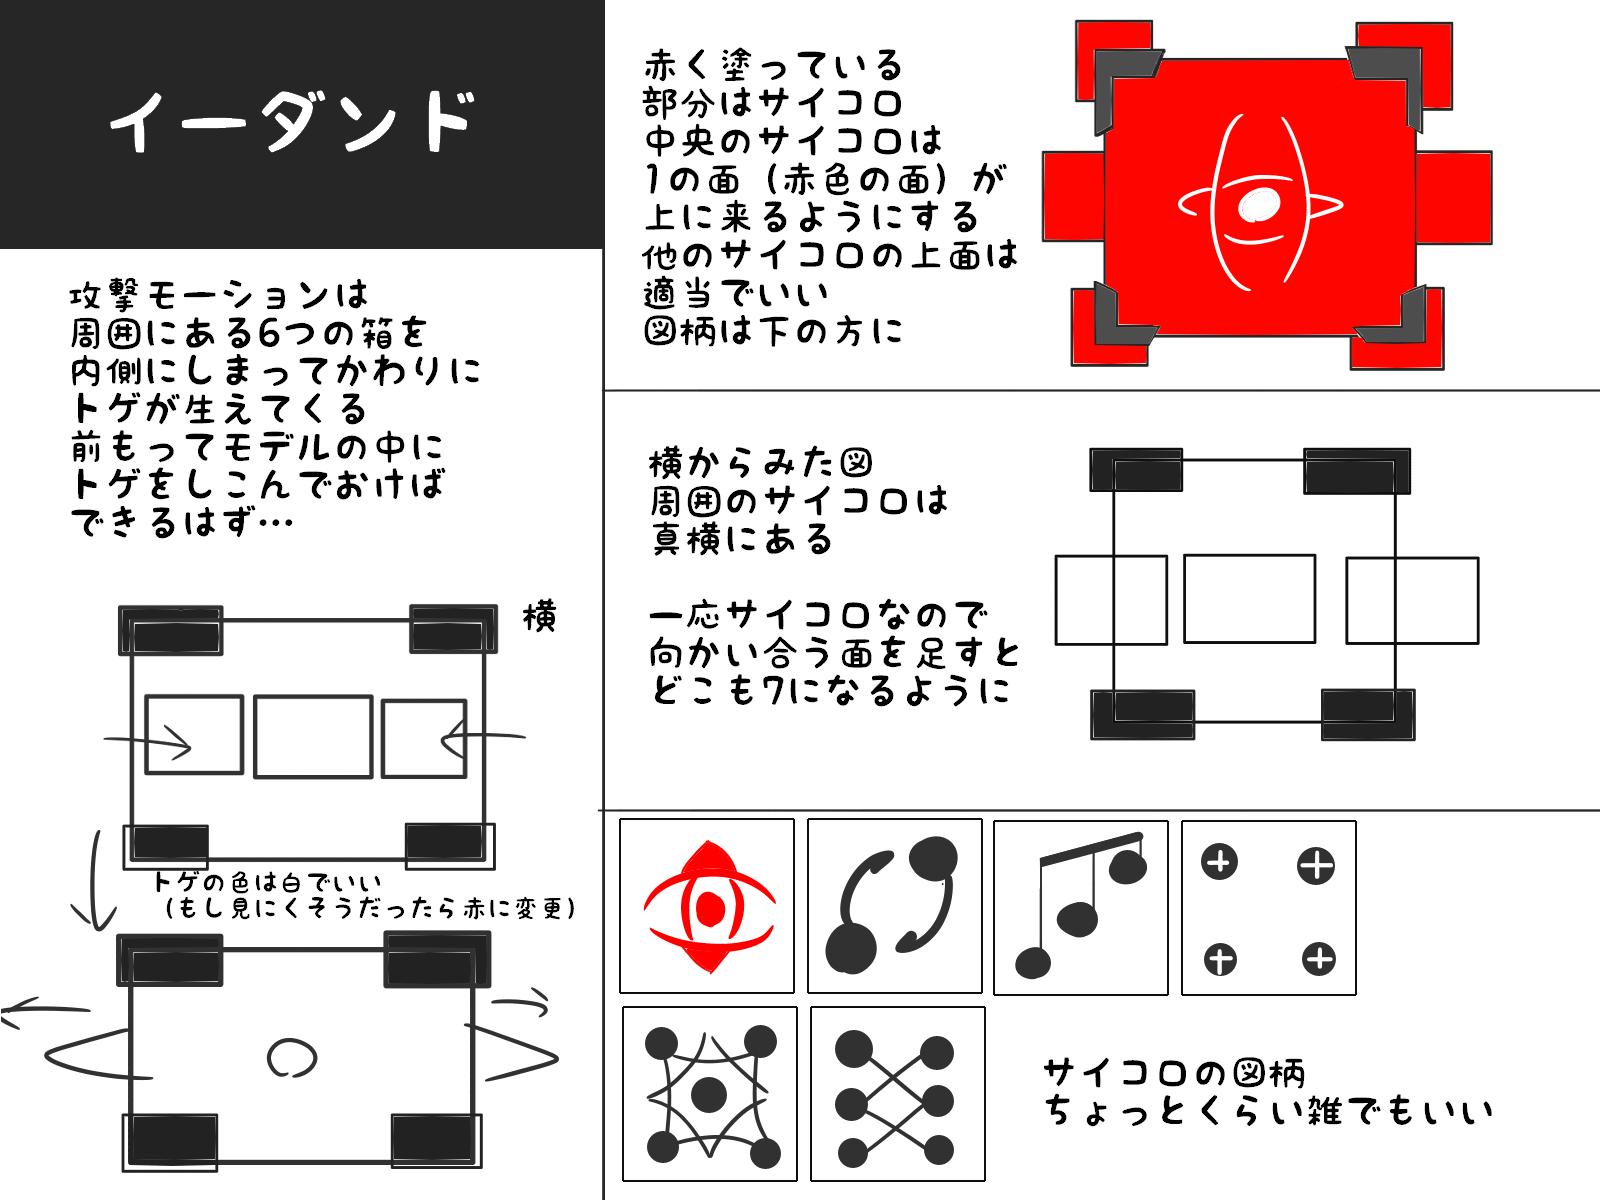 イーダンド
攻撃モーションは
周囲にある6つの箱を
内側にしまってかわりに
トゲが生えてくる
前もってモデルの中に
トゲをしこんでおけば
できるはず…
横
トゲの色は白でいい
（もし見にくそうだったら赤に変更）
赤く塗っている
部分はサイコロ
中央のサイコロは
1の面（赤色の面）が
上に来るようにする
他のサイコロの上面は
適当でいい
図柄は下の方に
横からみた図
周囲のサイコロは
真横にある
一応サイコロなので
向かい合う面を足すと
どこも7になるように
サイコロの図柄
ちょっとくらい雑でもいい